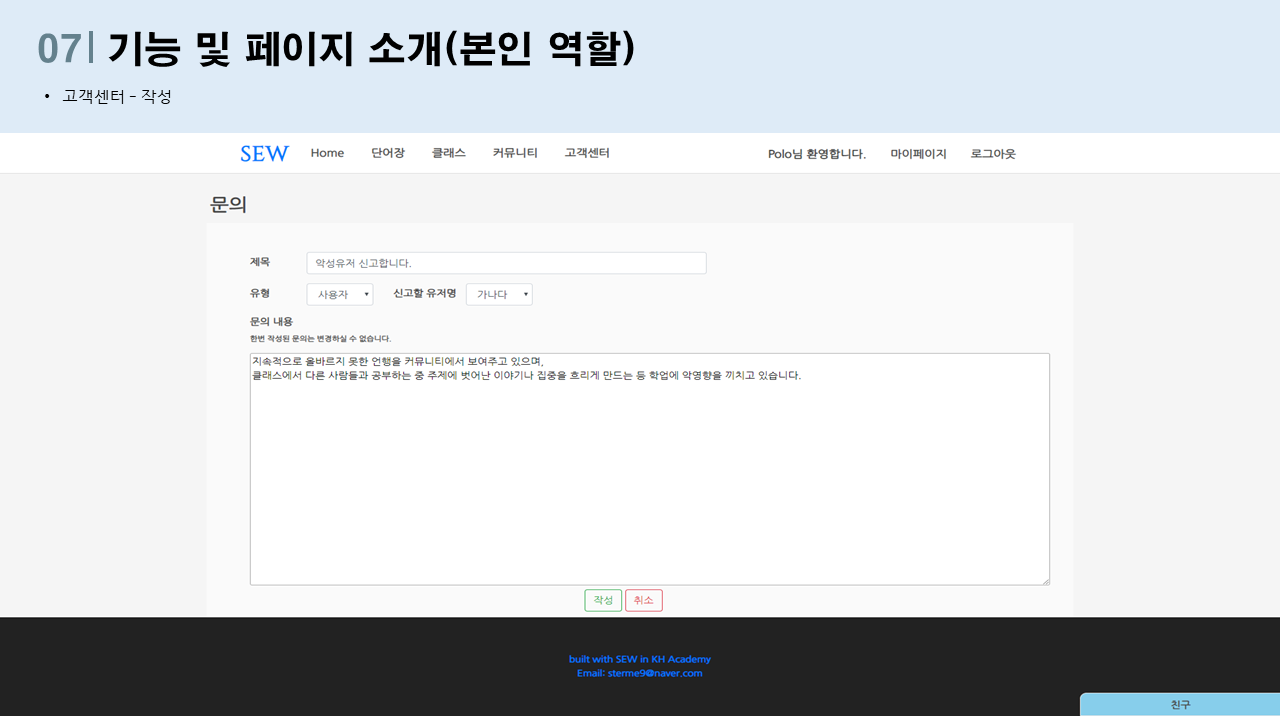 07| 기능 및 페이지 소개(본인 역할)
• 고객센터 – 작성
SEW Home 단어장 클래스 커뮤니티 고객센터 Polo님 환영합니다. 마이페이지 로그아웃
문의
제목 악성유저 신고합니다.
유형 사용자 신고할 유저명 가나다
문의 내용
한번 작성된 문의는 변경하실 수 없습니다.
지속적으로 올바르지 못한 언행을 커뮤니티에서 보여주고 있으며,
클래스에서 다른 사람들과 공부하는 중 주제에 벗어난 이야기나 집중을 흐리게 만드는 등 학업에 악영향을 끼치고 있습니다.
작성 취소
built with SEW in KH Academy
Email: sterme9@naver.com
친구